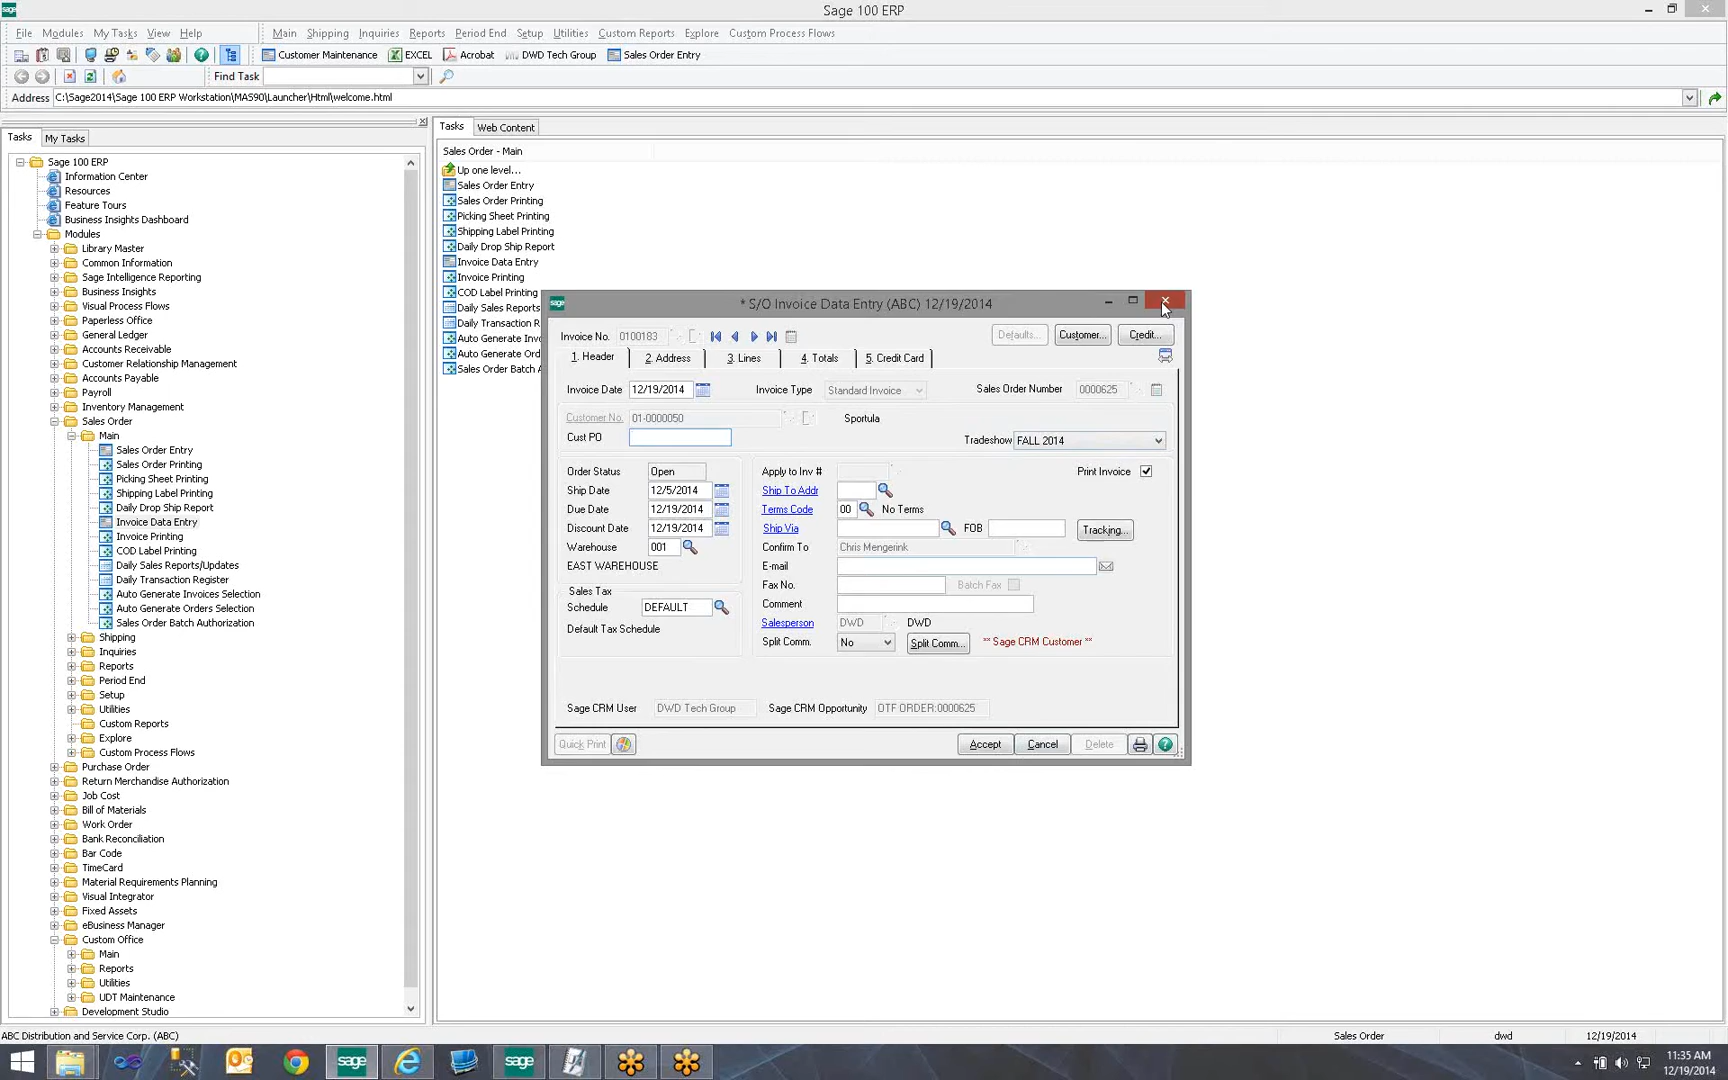 sage
Sage 100 ERP
File Modules My Tasks View Help Main Shipping Inquiries Reports Period End Setup Utilities Custom Reports Explore Custom Process Flows
Customer Maintenance EXCEL Acrobat DWD Tech Group Sales Order Entry
Find Task
Address C:\Sage2014\Sage 100 ERP Workstation\MAS90\Launcher\Html\welcome.html
Tasks My Tasks
Sage 100 ERP
Information Center
Resources
Feature Tours
Business Insights Dashboard
Modules
Library Master
Common Information
Sage Intelligence Reporting
Business Insights
Visual Process Flows
Paperless Office
General Ledger
Accounts Receivable
Customer Relationship Management
Accounts Payable
Payroll
Inventory Management
Sales Order
Main
Sales Order Entry
Sales Order Printing
Picking Sheet Printing
Shipping Label Printing
Daily Drop Ship Report
Invoice Data Entry
Invoice Printing
COD Label Printing
Daily Sales Reports/Updates
Daily Transaction Register
Auto Generate Invoices Selection
Auto Generate Orders Selection
Sales Order Batch Authorization
Shipping
Inquiries
Reports
Period End
Setup
Utilities
Custom Reports
Explore
Custom Process Flows
Purchase Order
Return Merchandise Authorization
Job Cost
Bill of Materials
Work Order
Bank Reconciliation
Bar Code
TimeCard
Material Requirements Planning
Visual Integrator
Fixed Assets
eBusiness Manager
Custom Office
Main
Reports
Utilities
UDT Maintenance
Development Studio
Tasks Web Content
Sales Order - Main
Up one level...
Sales Order Entry
Sales Order Printing
Picking Sheet Printing
Shipping Label Printing
Daily Drop Ship Report
Invoice Data Entry
Invoice Printing
COD Label Printing
Daily Sales Reports
Daily Transaction R
Auto Generate Invo
Auto Generate Ord
Sales Order Batch A
sage * S/O Invoice Data Entry (ABC) 12/19/2014
Invoice No. 0100183 Defaults... Customer... Credit...
1. Header 2. Address 3. Lines 4. Totals 5. Credit Card
Invoice Date 12/19/2014 Invoice Type Standard Invoice Sales Order Number 0000625
Customer No. 01-0000050 Sportula
Cust PO Tradeshow FALL 2014
Order Status Open Apply to Inv # Print Invoice
Ship Date 12/5/2014 Ship To Addr
Due Date 12/19/2014 Terms Code 00 No Terms
Discount Date 12/19/2014 Ship Via FOB Tracking...
Warehouse 001 Confirm To Chris Mengerink
EAST WAREHOUSE E-mail
Fax No. Batch Fax
Sales Tax
Schedule DEFAULT Comment
Default Tax Schedule Salesperson DWD DWD
Split Comm. No Split Comm... ** Sage CRM Customer **
Sage CRM User DWD Tech Group Sage CRM Opportunity OTF ORDER:0000625
Quick Print Accept Cancel Delete
ABC Distribution and Service Corp. (ABC) Sales Order dwd 12/19/2014
sage sage
11:35 AM
12/19/2014